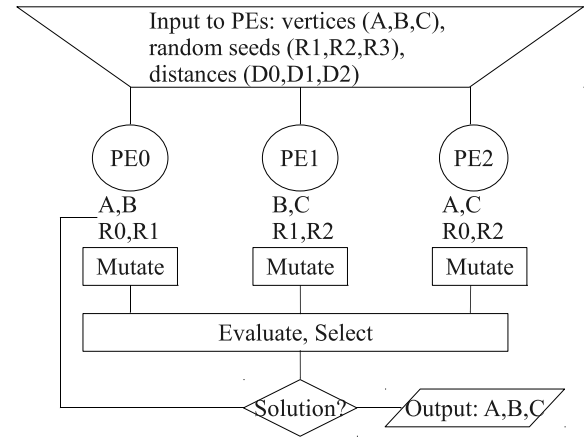 Input to PEs: vertices (A,B,C),
random seeds (R1,R2,R3),
distances (D0,D1,D2)
PE0
PE1
PE2
A,B
R0,R1
B,C
R1,R2
A,C
R0,R2
Mutate
Mutate
Mutate
Evaluate, Select
Solution?
Output: A,B,C